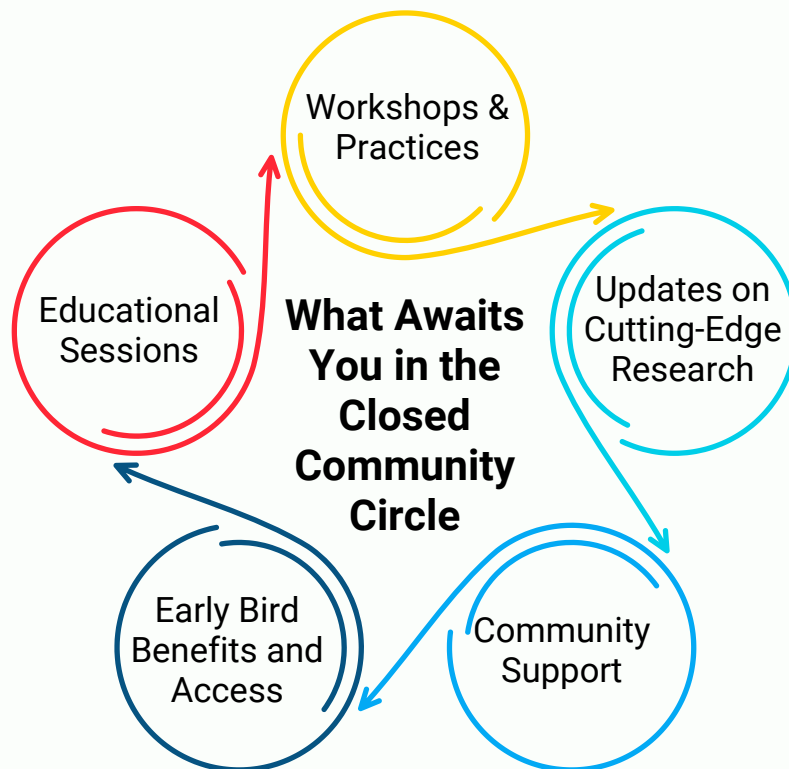 Workshops &
Practices
Educational
Sessions
What Awaits
You in the
Closed
Community
Circle
Updates on
Cutting-Edge
Research
Early Bird
Benefits and
Access
Community
Support